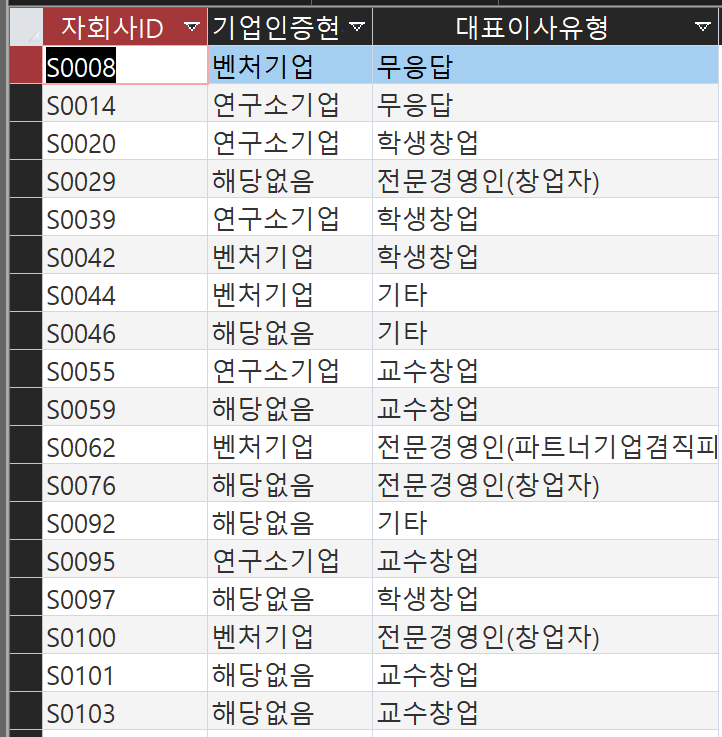 자회사ID 기업인증현 대표이사유형
S0008 벤처기업 무응답
S0014 연구소기업 무응답
S0020 연구소기업 학생창업
S0029 해당없음 전문경영인(창업자)
S0039 연구소기업 학생창업
S0042 벤처기업 학생창업
S0044 벤처기업 기타
S0046 해당없음 기타
S0055 연구소기업 교수창업
S0059 해당없음 교수창업
S0062 벤처기업 전문경영인(파트너기업겸직피
S0076 해당없음 전문경영인(창업자)
S0092 해당없음 기타
S0095 연구소기업 교수창업
S0097 해당없음 학생창업
S0100 벤처기업 전문경영인(창업자)
S0101 해당없음 교수창업
S0103 해당없음 교수창업